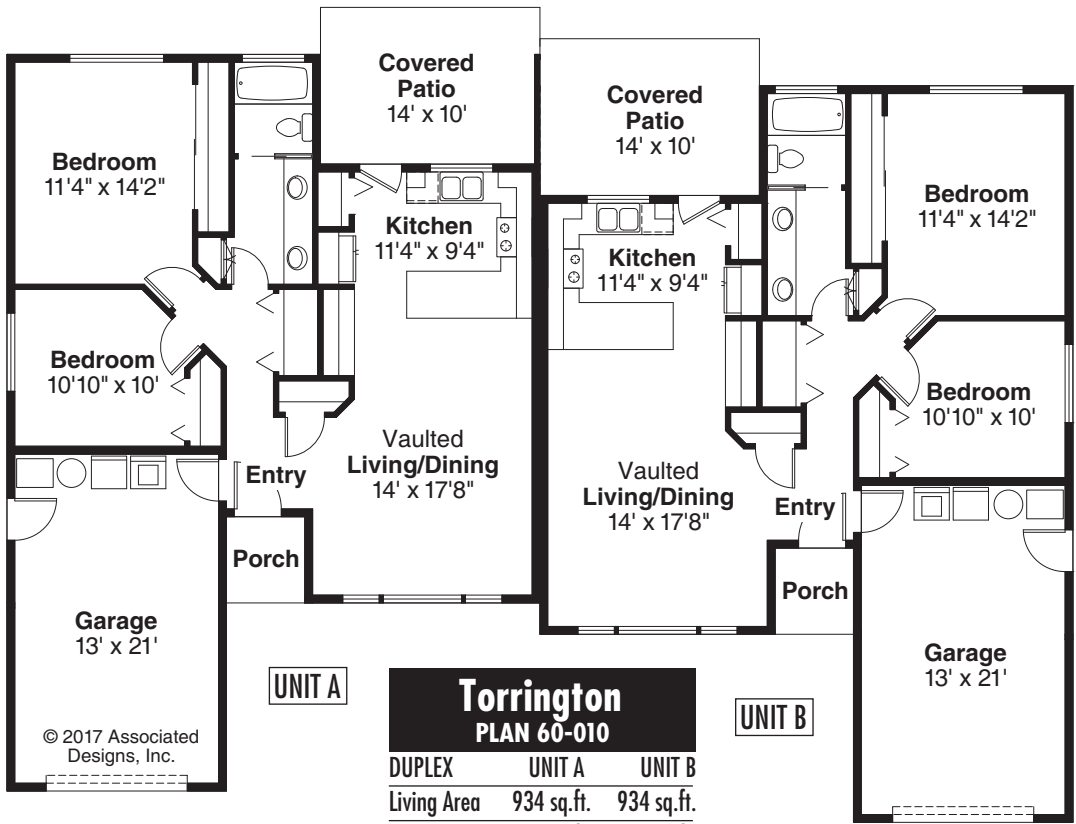 Covered
Patio
14' x 10'
Covered
Patio
14' x 10'
Bedroom
11'4" x 14'2"
Kitchen
11'4" x 9'4"
Kitchen
11'4" x 9'4"
Bedroom
11'4" x 14'2"
Bedroom
10'10" x 10'
Bedroom
10'10" x 10'
Vaulted
Living/Dining
14' x 17'8"
Vaulted
Living/Dining
14' x 17'8"
Entry
Entry
Porch
Porch
Garage
13' x 21'
Garage
13' x 21'
UNIT A
UNIT B
© 2017 Associated
Designs, Inc.
Torrington
PLAN 60-010
DUPLEX UNIT A UNIT B
Living Area 934 sq.ft. 934 sq.ft.